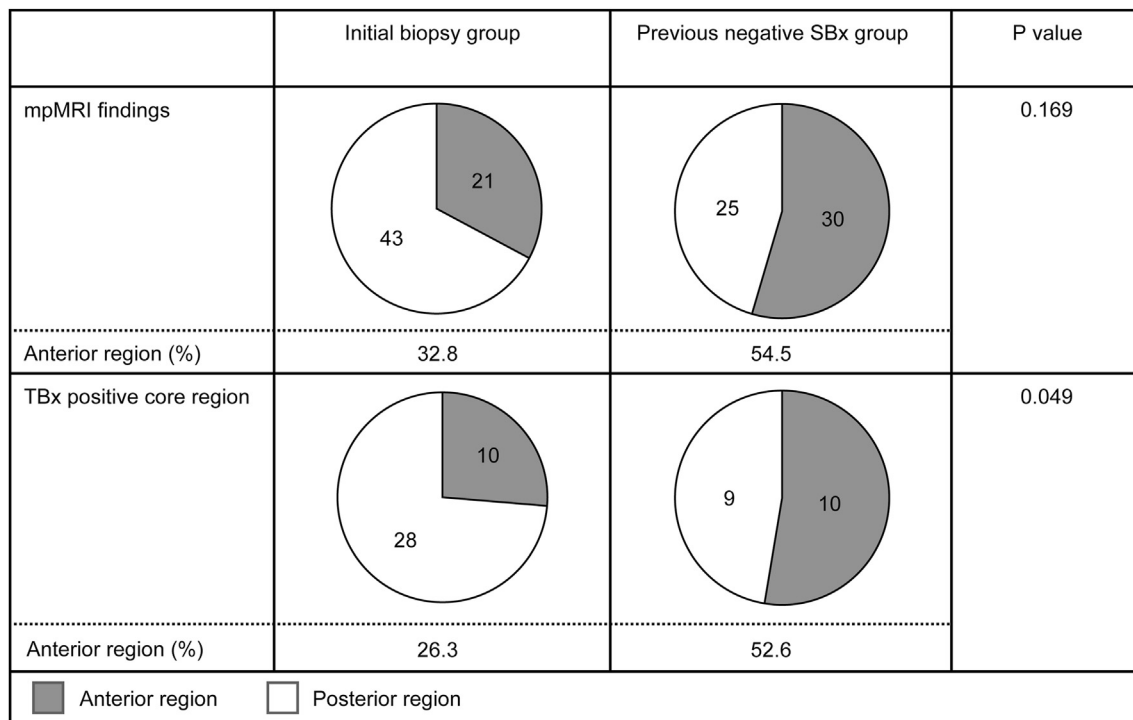 Initial biopsy group Previous negative SBx group P value
mpMRI findings 0.169
21
43
25
30
Anterior region (%) 32.8 54.5
TBx positive core region 0.049
10
28
9
10
Anterior region (%) 26.3 52.6
Anterior region Posterior region